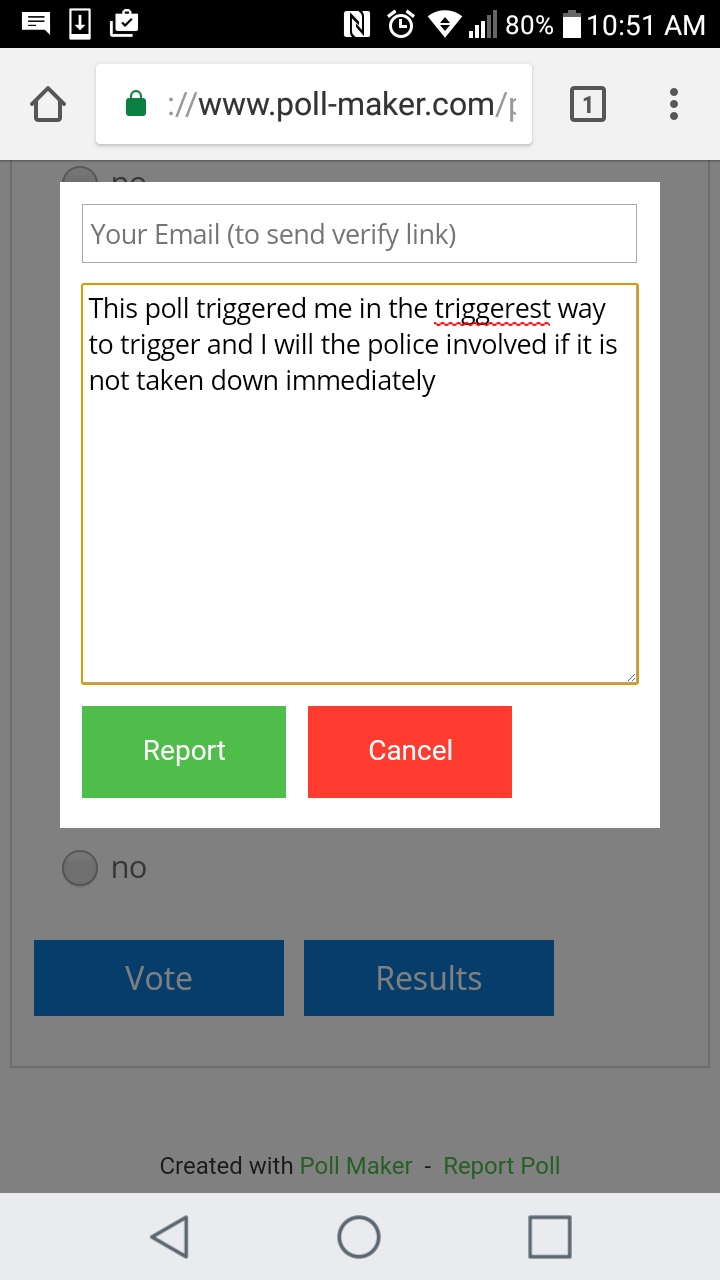 80% 10:51 AM
://www.poll-maker.com/p
1
no
Your Email (to send verify link)
This poll triggered me in the triggerest way
to trigger and I will the police involved if it is
not taken down immediately
Report Cancel
no
Vote Results
Created with Poll Maker - Report Poll